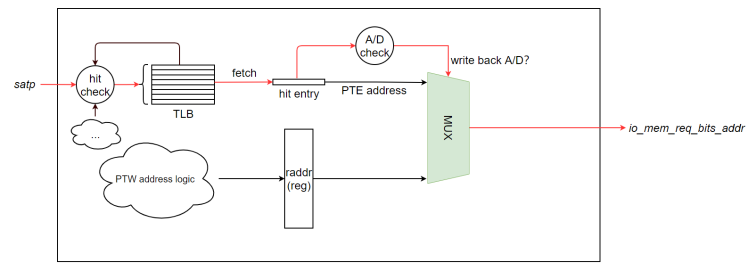 A/D
check
write back A/D?
satp
hit
check
fetch
hit entry
PTE address
TLB
...
MUX
io_mem_req_bits_addr
PTW address logic
raddr
(reg)